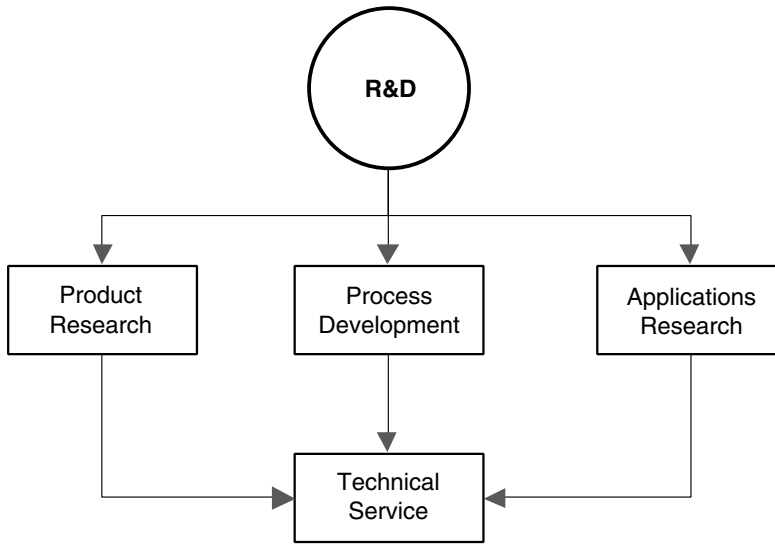 R&D
Product
Research
Process
Development
Applications
Research
Technical
Service